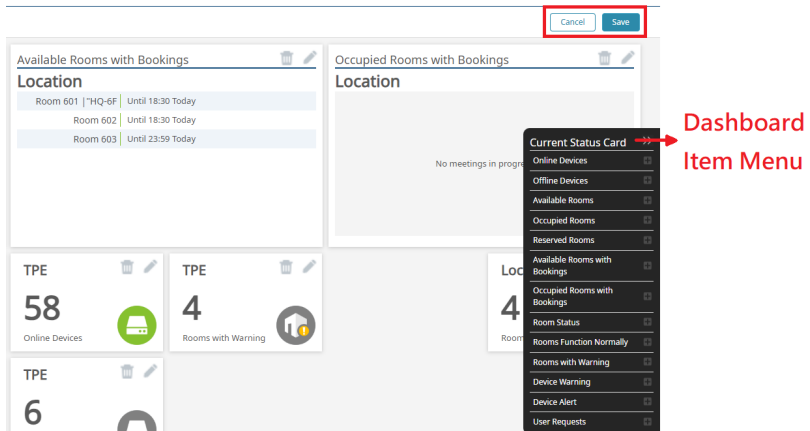 Cancel
Save
Available Rooms with Bookings
Location
Room 601 |"HQ-6F Until 18:30 Today
Room 602 Until 18:30 Today
Room 603 Until 23:59 Today
Occupied Rooms with Bookings
Location
No meetings in progre
Dashboard
Item Menu
Current Status Card
Online Devices
Offline Devices
Available Rooms
Occupied Rooms
Reserved Rooms
Available Rooms with
Bookings
Occupied Rooms with
Bookings
Room Status
Rooms Function Normally
Rooms with Warning
Device Warning
Device Alert
User Requests
TPE
58
Online Devices
TPE
4
Rooms with Warning
Loc
4
Room
TPE
6